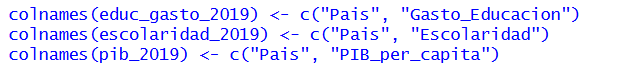 colnames(educ_gasto_2019) <- c("Pais", "Gasto_Educacion")
colnames(escolaridad_2019) <- c("Pais", "Escolaridad")
colnames(pib_2019) <- c("Pais", "PIB_per_capita")